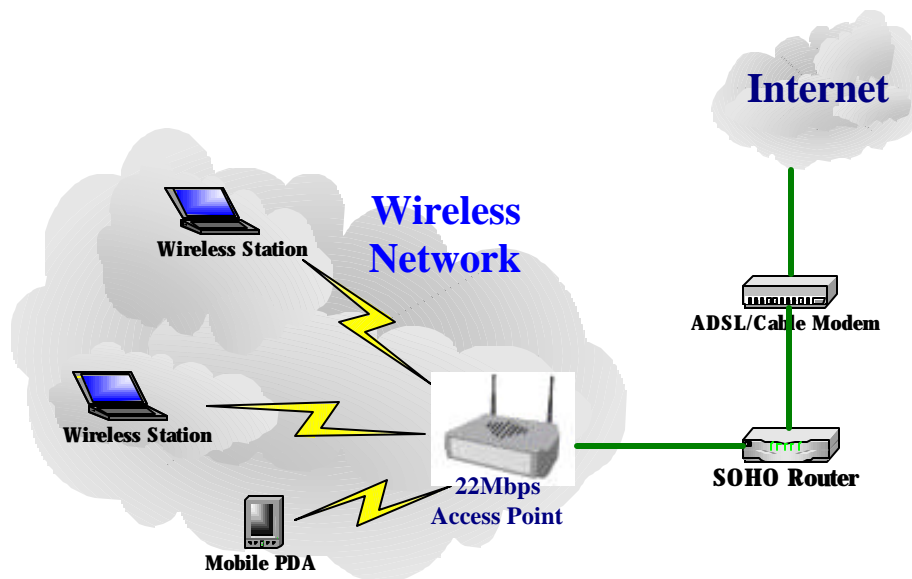 Internet
Wireless
Network
Wireless Station
ADSL/Cable Modem
Wireless Station
SOHO Router
22Mbps
Access Point
Mobile PDA